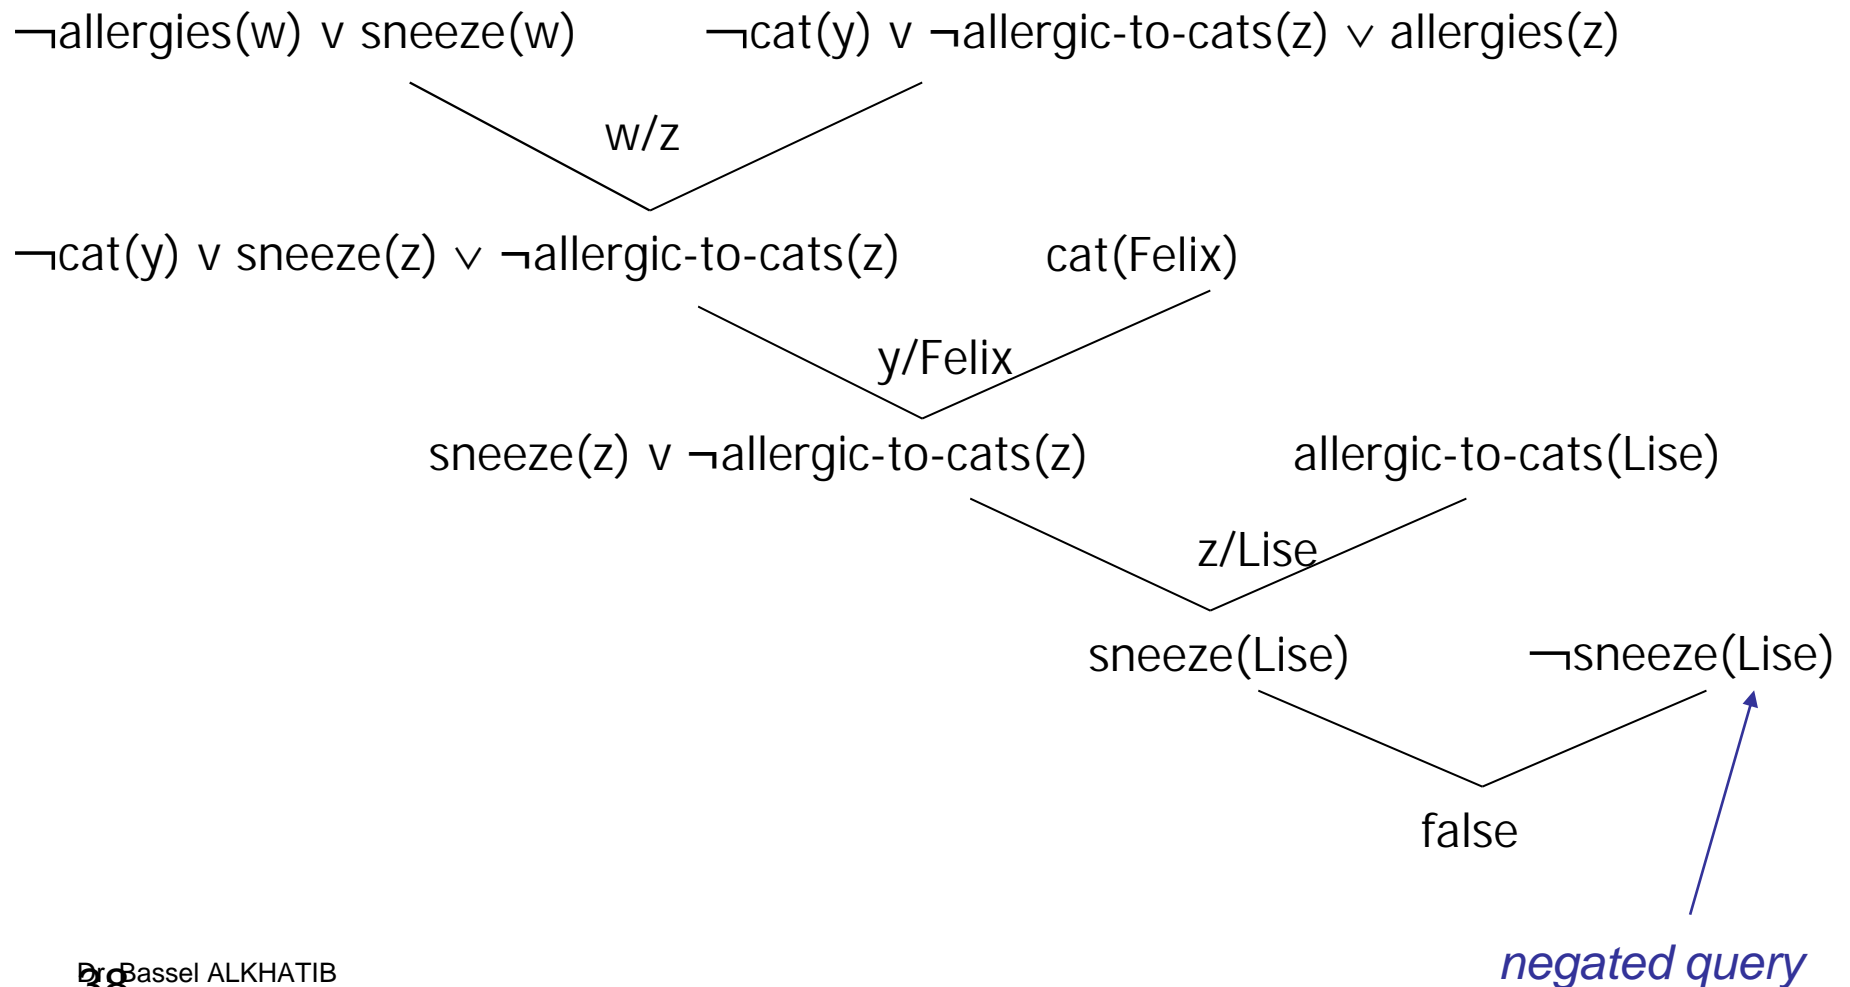 ¬allergies(w) v sneeze(w) ¬cat(y) v ¬allergic-to-cats(z) ∨ allergies(z)
w/z
¬cat(y) v sneeze(z) ∨ ¬allergic-to-cats(z) cat(Felix)
y/Felix
sneeze(z) v ¬allergic-to-cats(z) allergic-to-cats(Lise)
z/Lise
sneeze(Lise) ¬sneeze(Lise)
false
negated query
Dr. Bassel ALKHATIB
38